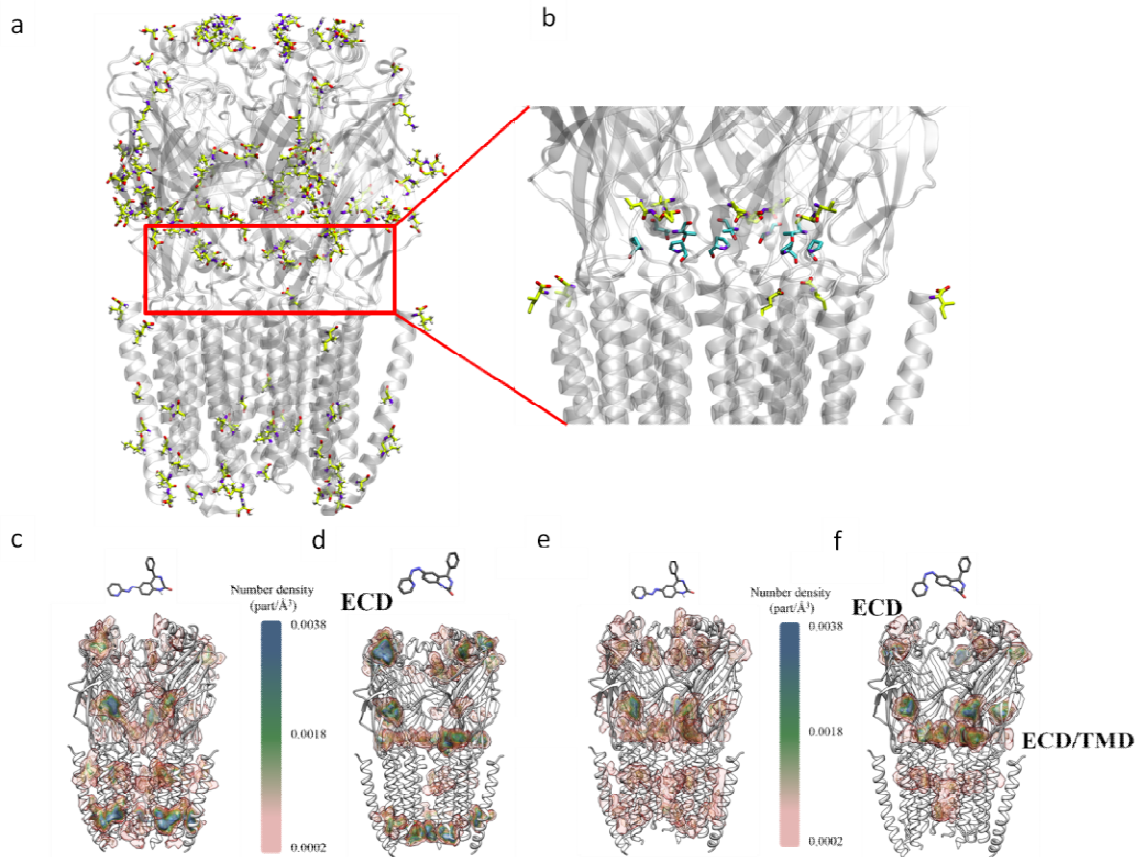 a
b
c
d
e
f
Number density
(part/Å³)
0.0038
0.0018
0.0002
ECD
Number density
(part/Å³)
0.0038
0.0018
0.0002
ECD
ECD/TMD